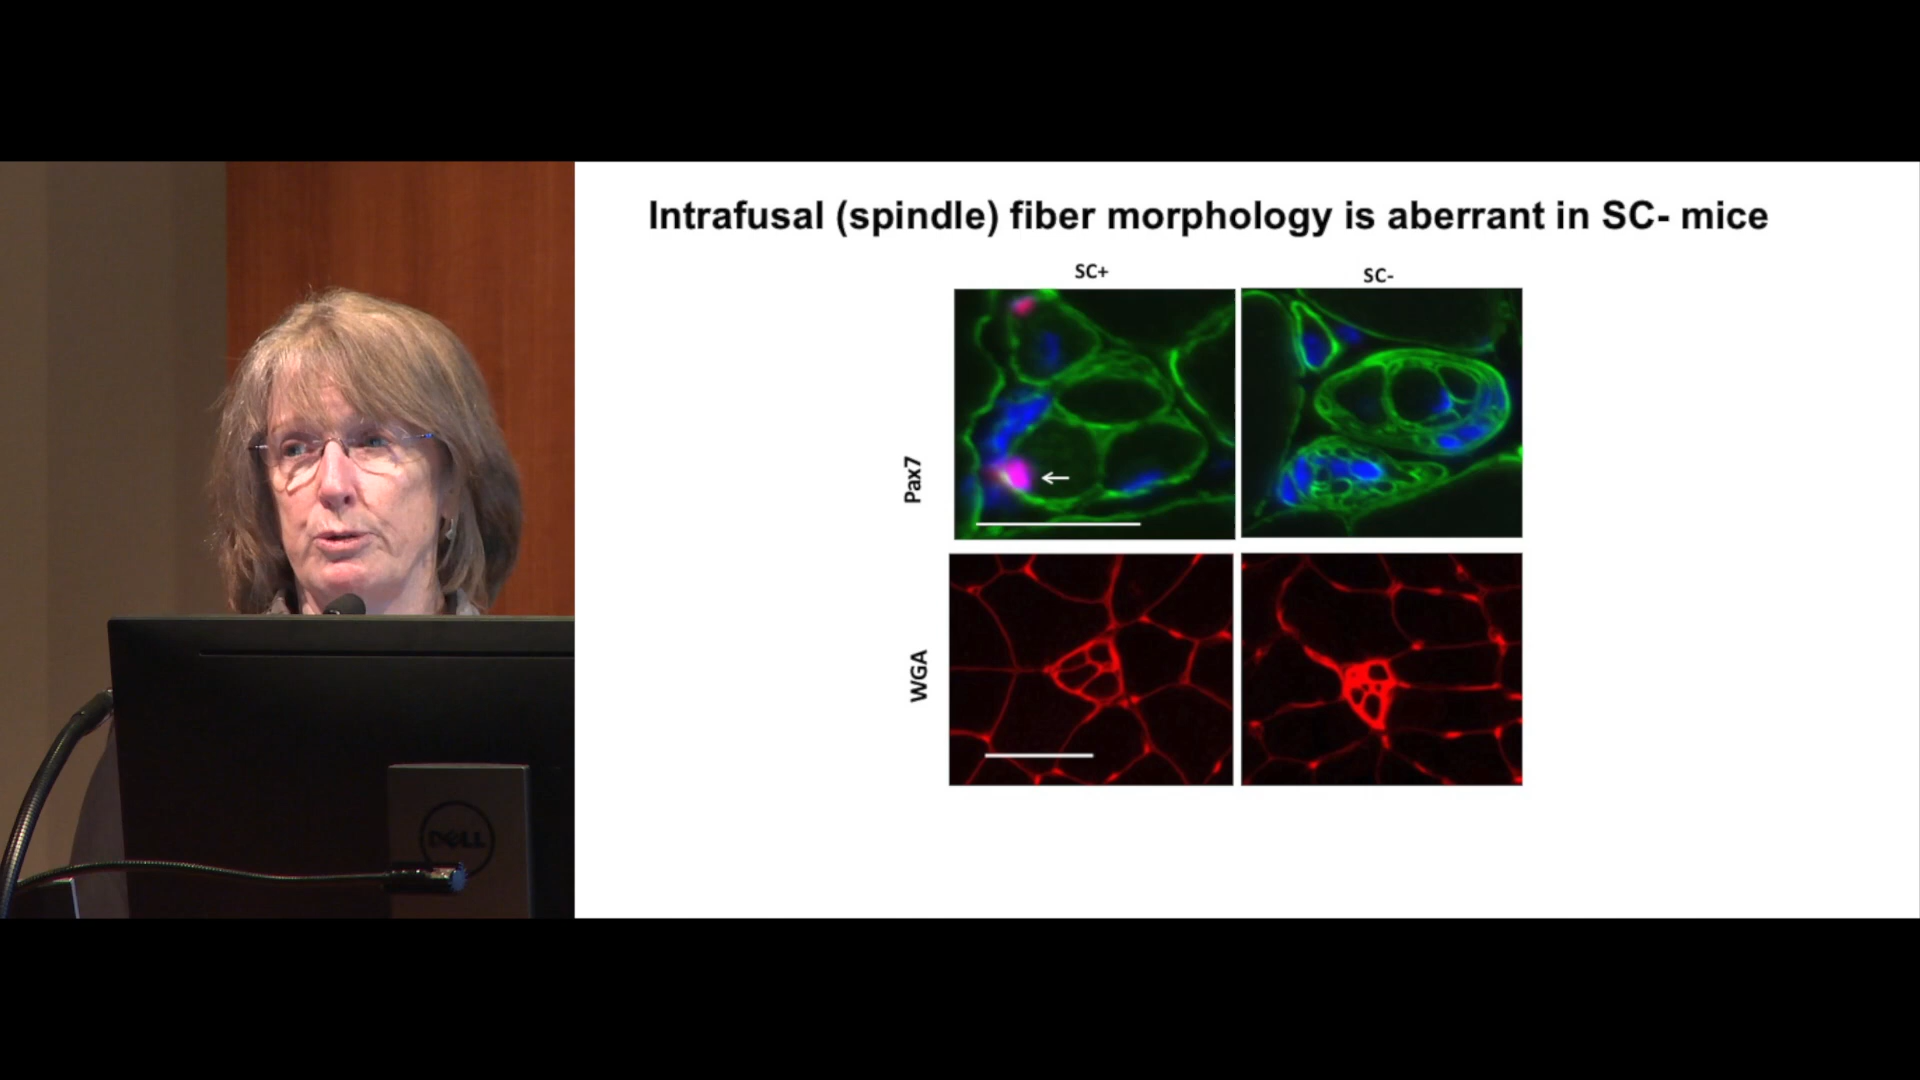 Intrafusal (spindle) fiber morphology is aberrant in SC- mice
SC+
SC-
Pax7
WGA
DELL